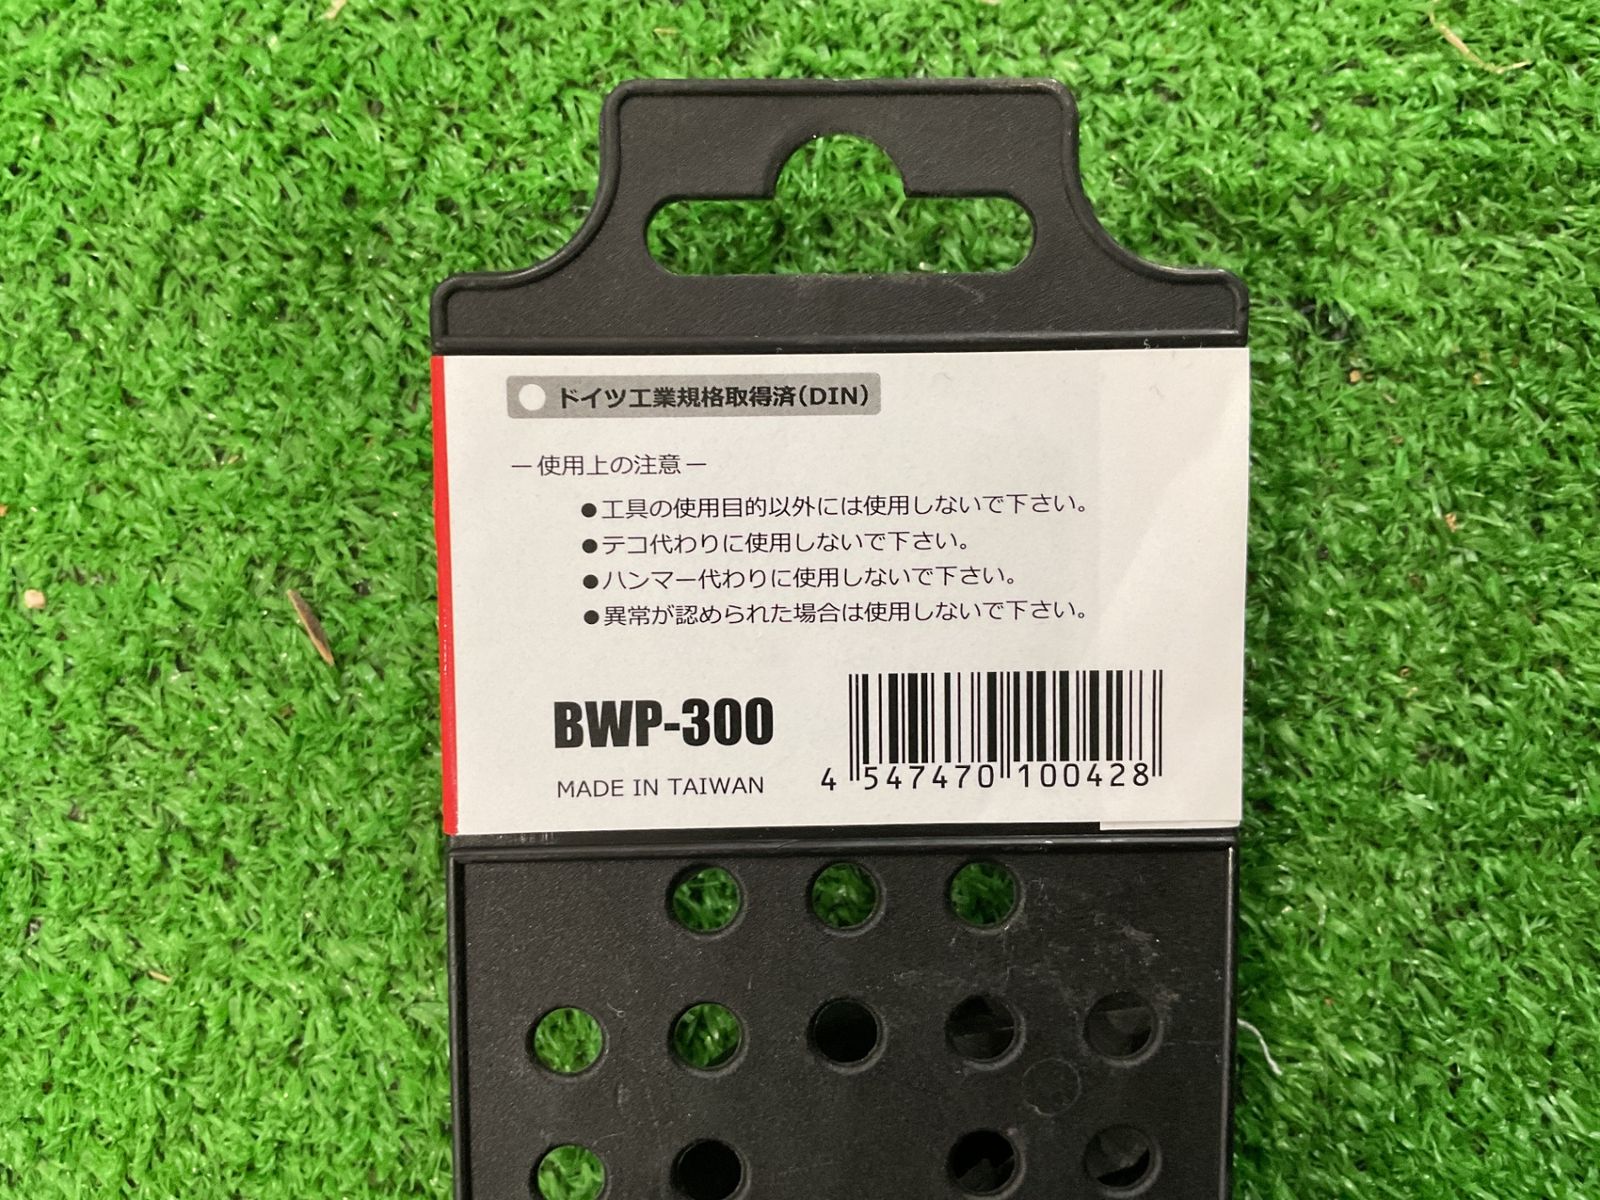 ドイツ工業規格取得済(DIN)
ー使用上の注意ー
●工具の使用目的以外には使用しないで下さい。
●テコ代わりに使用しないで下さい。
●ハンマー代わりに使用しないで下さい。
●異常が認められた場合は使用しないで下さい。
BWP-300
MADE IN TAIWAN
4 547470 100428